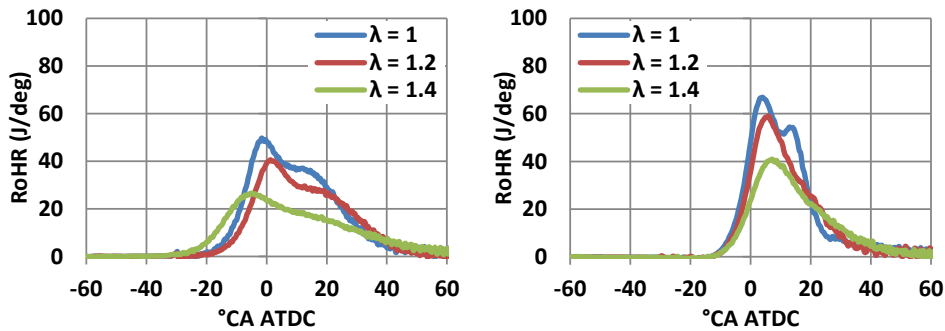 100
80
60
40
20
0
RoHR (J/deg)
λ = 1
λ = 1.2
λ = 1.4
-60 -40 -20 0 20 40 60
°CA ATDC
100
80
60
40
20
0
RoHR (J/deg)
λ = 1
λ = 1.2
λ = 1.4
-60 -40 -20 0 20 40 60
°CA ATDC